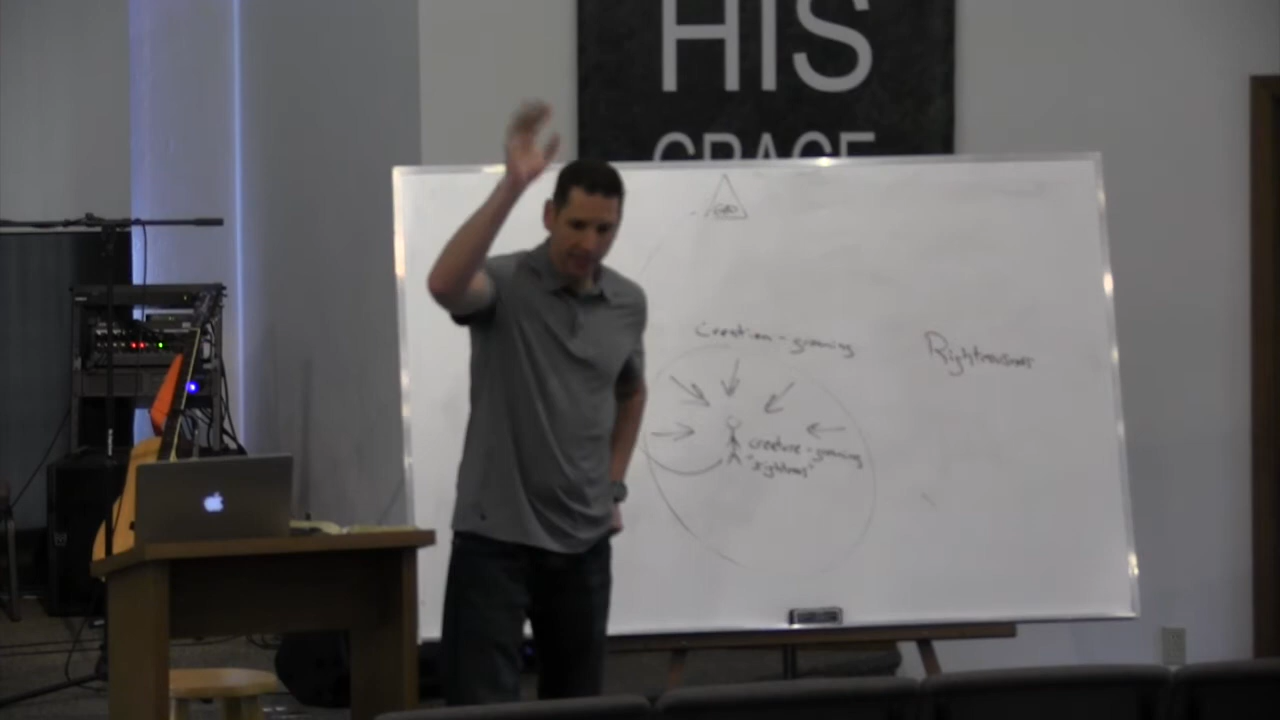 HIS
GRACE
GOD
Creation - groaning
Righteousness
creature - groaning
"righteous"